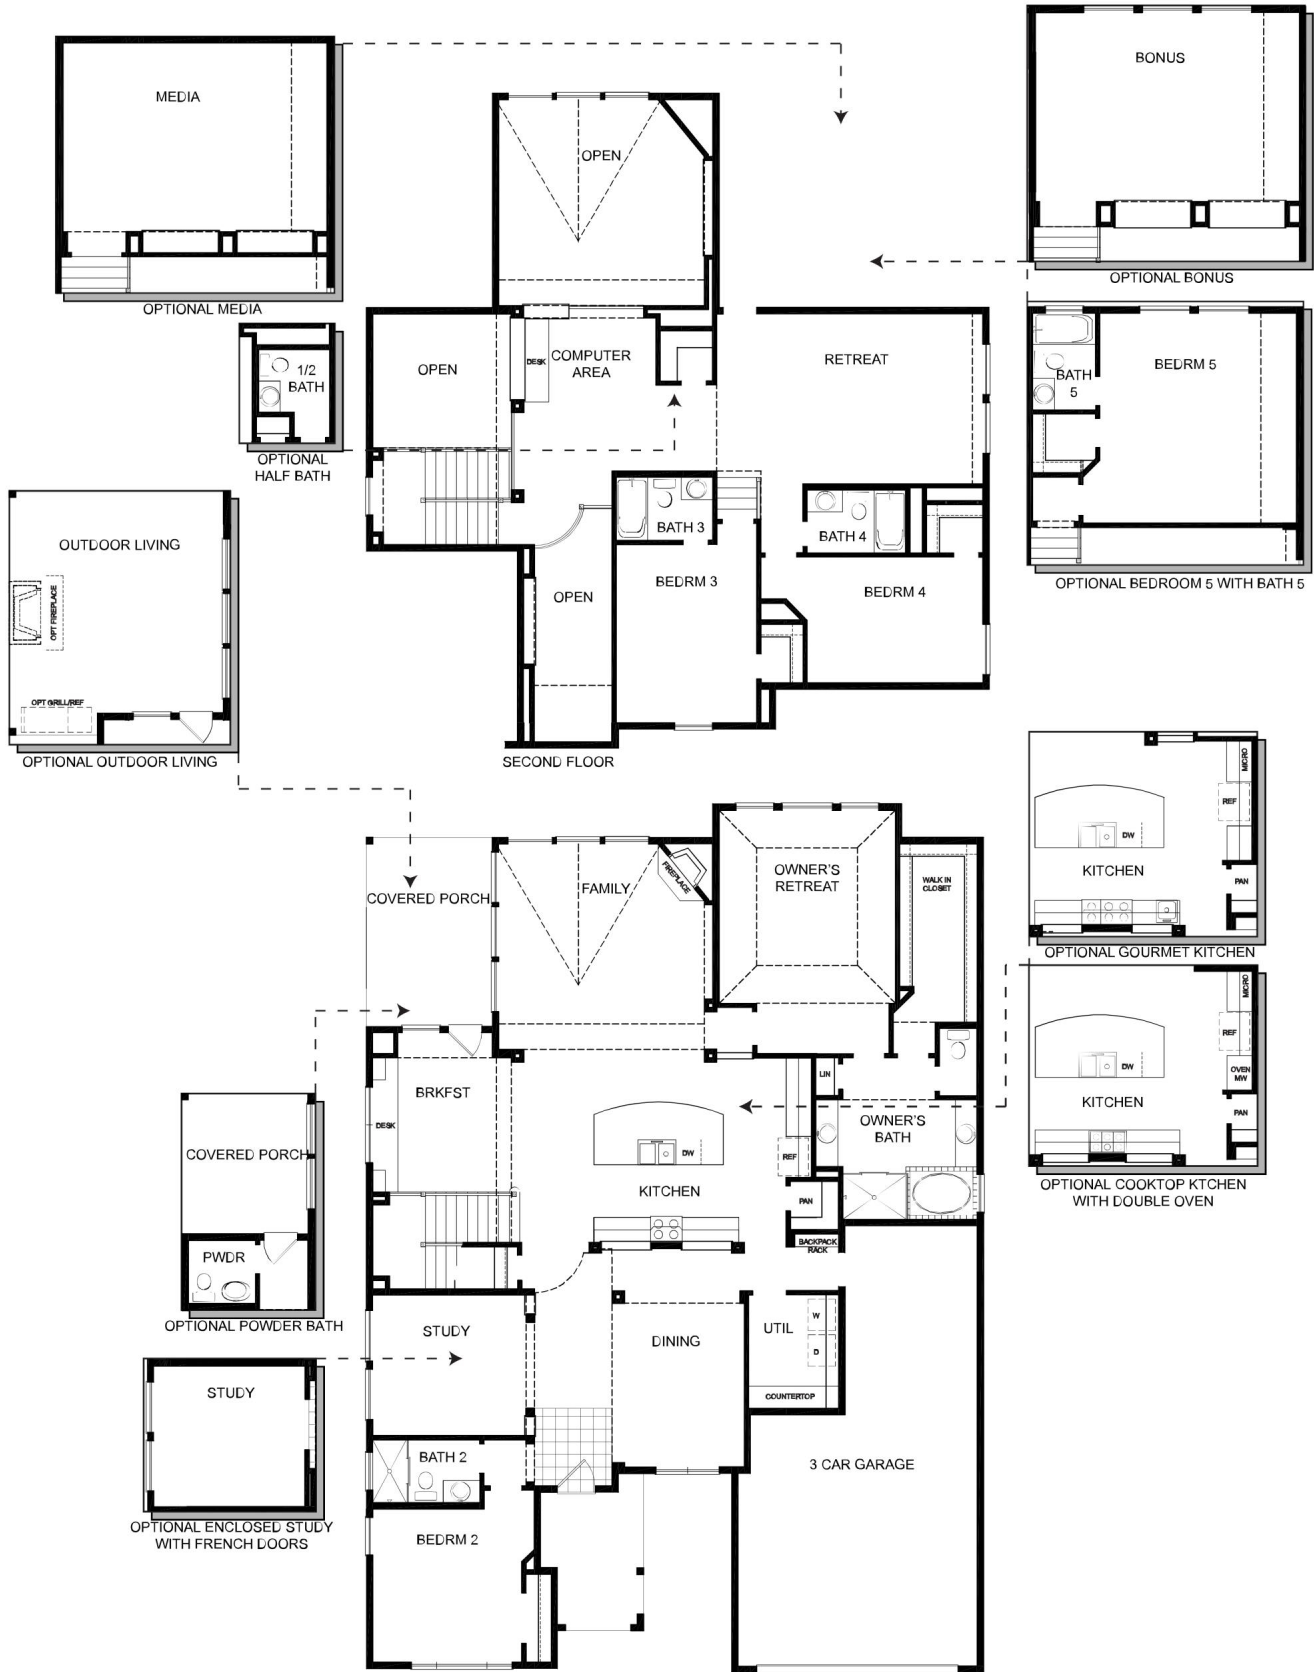 MEDIA
OPTIONAL MEDIA
BONUS
OPTIONAL BONUS
OPEN
OPEN
DESK
COMPUTER
AREA
RETREAT
1/2
BATH
OPTIONAL
HALF BATH
BATH
5
BEDRM 5
OPTIONAL BEDROOM 5 WITH BATH 5
BATH 3
BEDRM 3
BATH 4
BEDRM 4
OPEN
SECOND FLOOR
OUTDOOR LIVING
OPT FIREPLACE
OPT GRILL/REF
OPTIONAL OUTDOOR LIVING
MICRO
REF
DW
KITCHEN
PAN
OPTIONAL GOURMET KITCHEN
MICRO
REF
DW
OVEN
MW
KITCHEN
PAN
OPTIONAL COOKTOP KTCHEN
WITH DOUBLE OVEN
COVERED PORCH
FAMILY
FIREPLACE
OWNER'S
RETREAT
WALK IN
CLOSET
BRKFST
DESK
LIN
OWNER'S
BATH
DW
REF
KITCHEN
PAN
BACKPACK
RACK
COVERED PORCH
PWDR
OPTIONAL POWDER BATH
STUDY
DINING
UTIL
W
D
COUNTERTOP
STUDY
OPTIONAL ENCLOSED STUDY
WITH FRENCH DOORS
BATH 2
BEDRM 2
3 CAR GARAGE